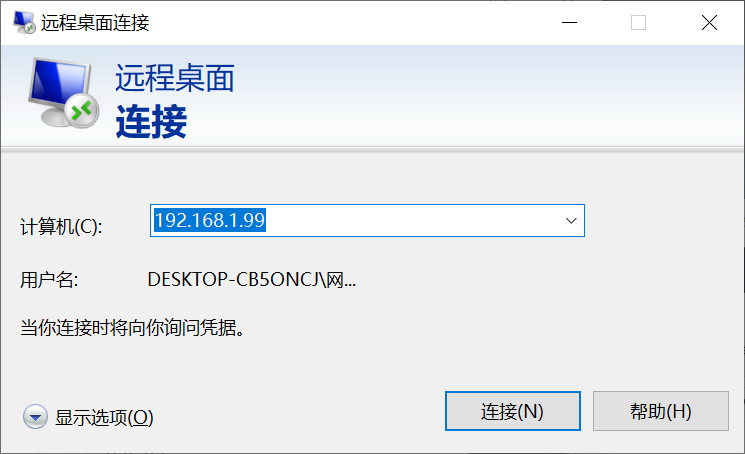 远程桌面连接
远程桌面
连接
计算机(C):
192.168.1.99
用户名:
DESKTOP-CB5ONCJ\网...
当你连接时将向你询问凭据。
显示选项(O)
连接(N)
帮助(H)